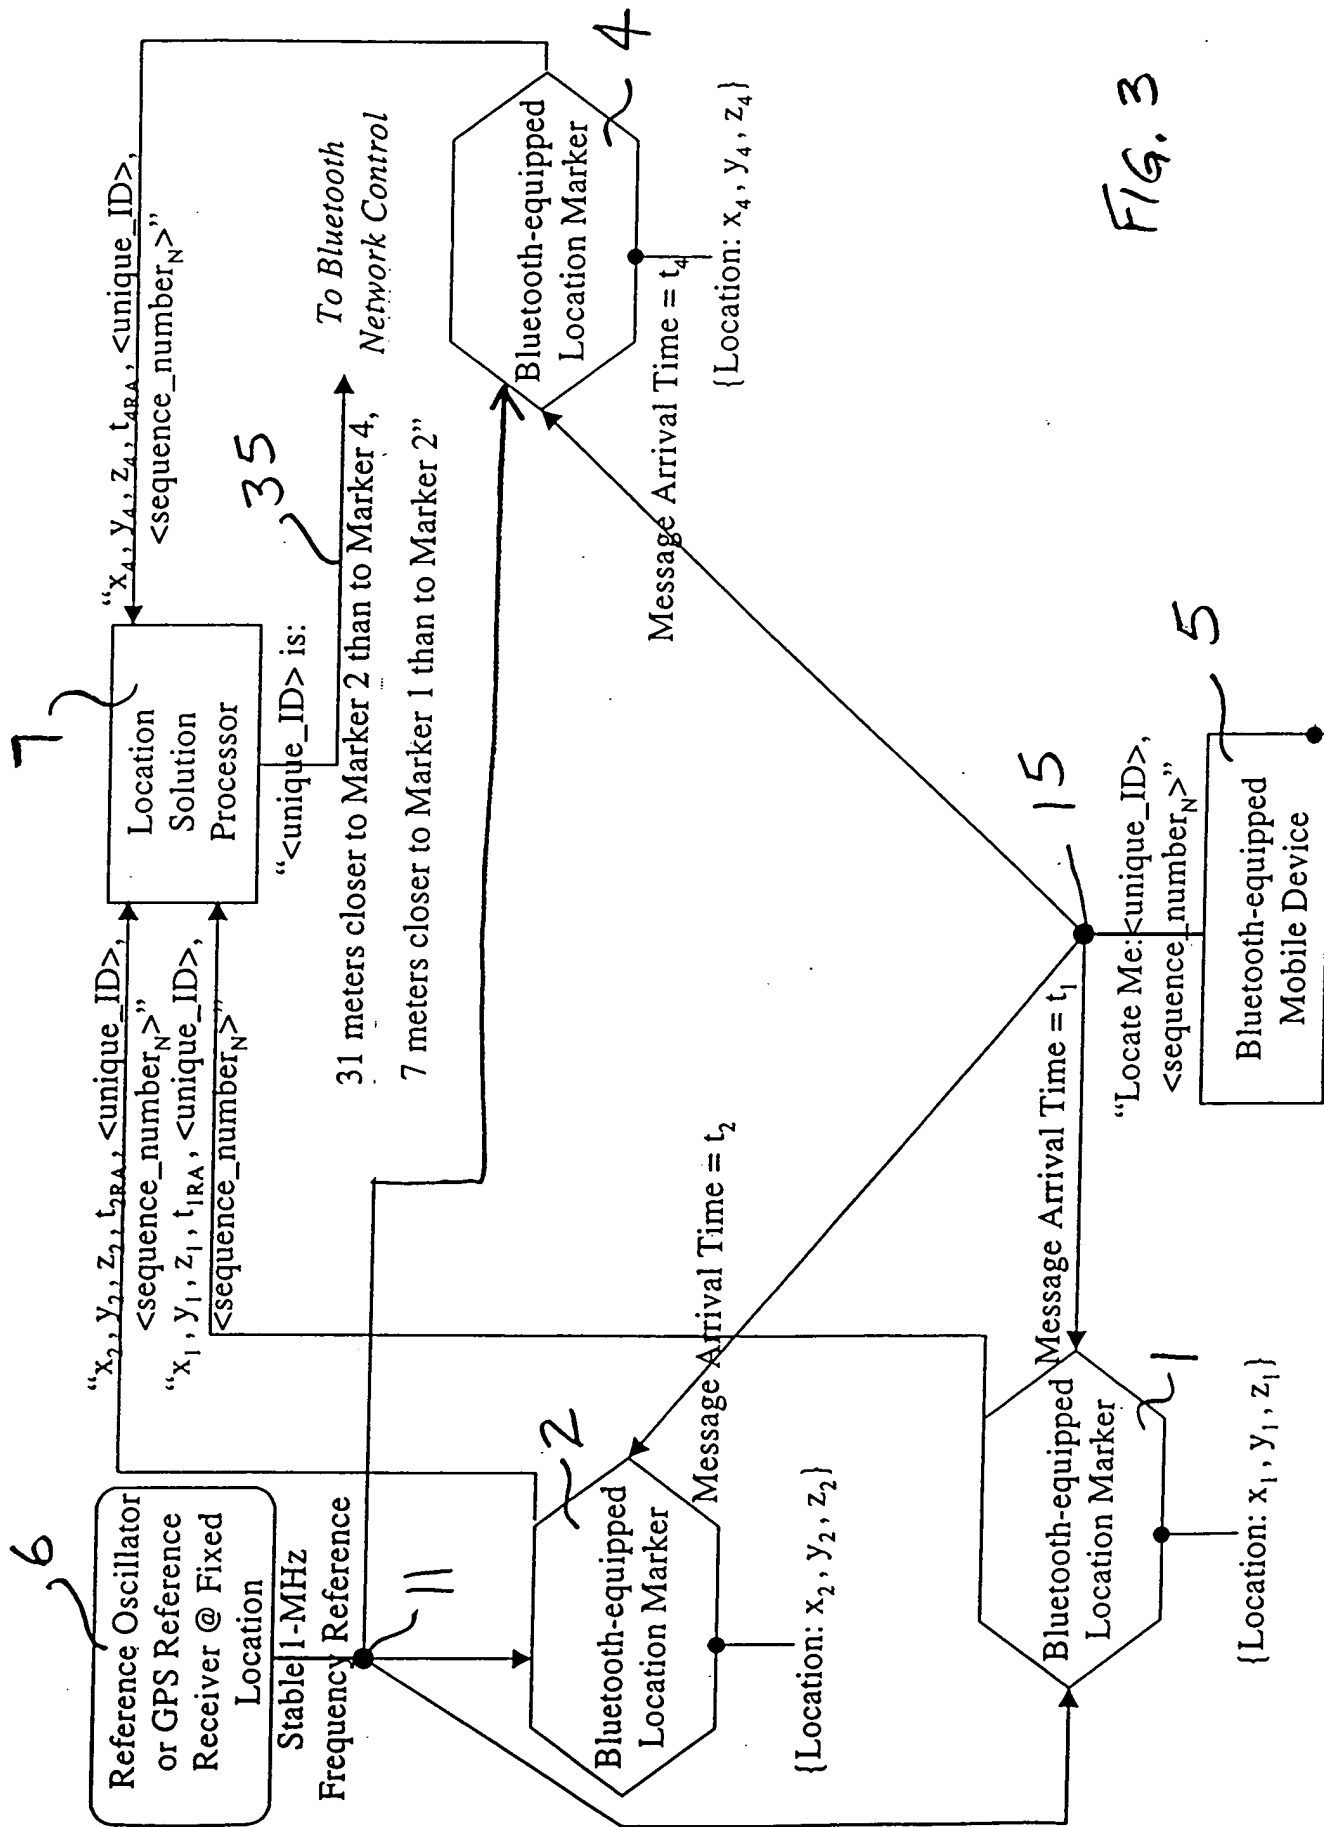 6
Reference Oscillator
or GPS Reference
Receiver @ Fixed
Location
Stable 1-MHz
Frequency Reference
11
"x₂, y₂, z₂, t₂RA, <unique_ID>,
<sequence_numberN>"
"x₁, y₁, z₁, t₁RA, <unique_ID>,
<sequence_numberN>"
7
Location
Solution
Processor
"x₄, y₄, z₄, t₄RA, <unique_ID>,
<sequence_numberN>"
"<unique_ID> is:
31 meters closer to Marker 2 than to Marker 4,
7 meters closer to Marker 1 than to Marker 2"
35
To Bluetooth
Network Control
2
Bluetooth-equipped
Location Marker
{Location: x₂, y₂, z₂}
Message Arrival Time = t₂
4
Bluetooth-equipped
Location Marker
Message Arrival Time = t₄
{Location: x₄, y₄, z₄}
1
Bluetooth-equipped
Location Marker
{Location: x₁, y₁, z₁}
Message Arrival Time = t₁
15
"Locate Me:<unique_ID>,
<sequence_numberN>"
5
Bluetooth-equipped
Mobile Device
FIG. 3